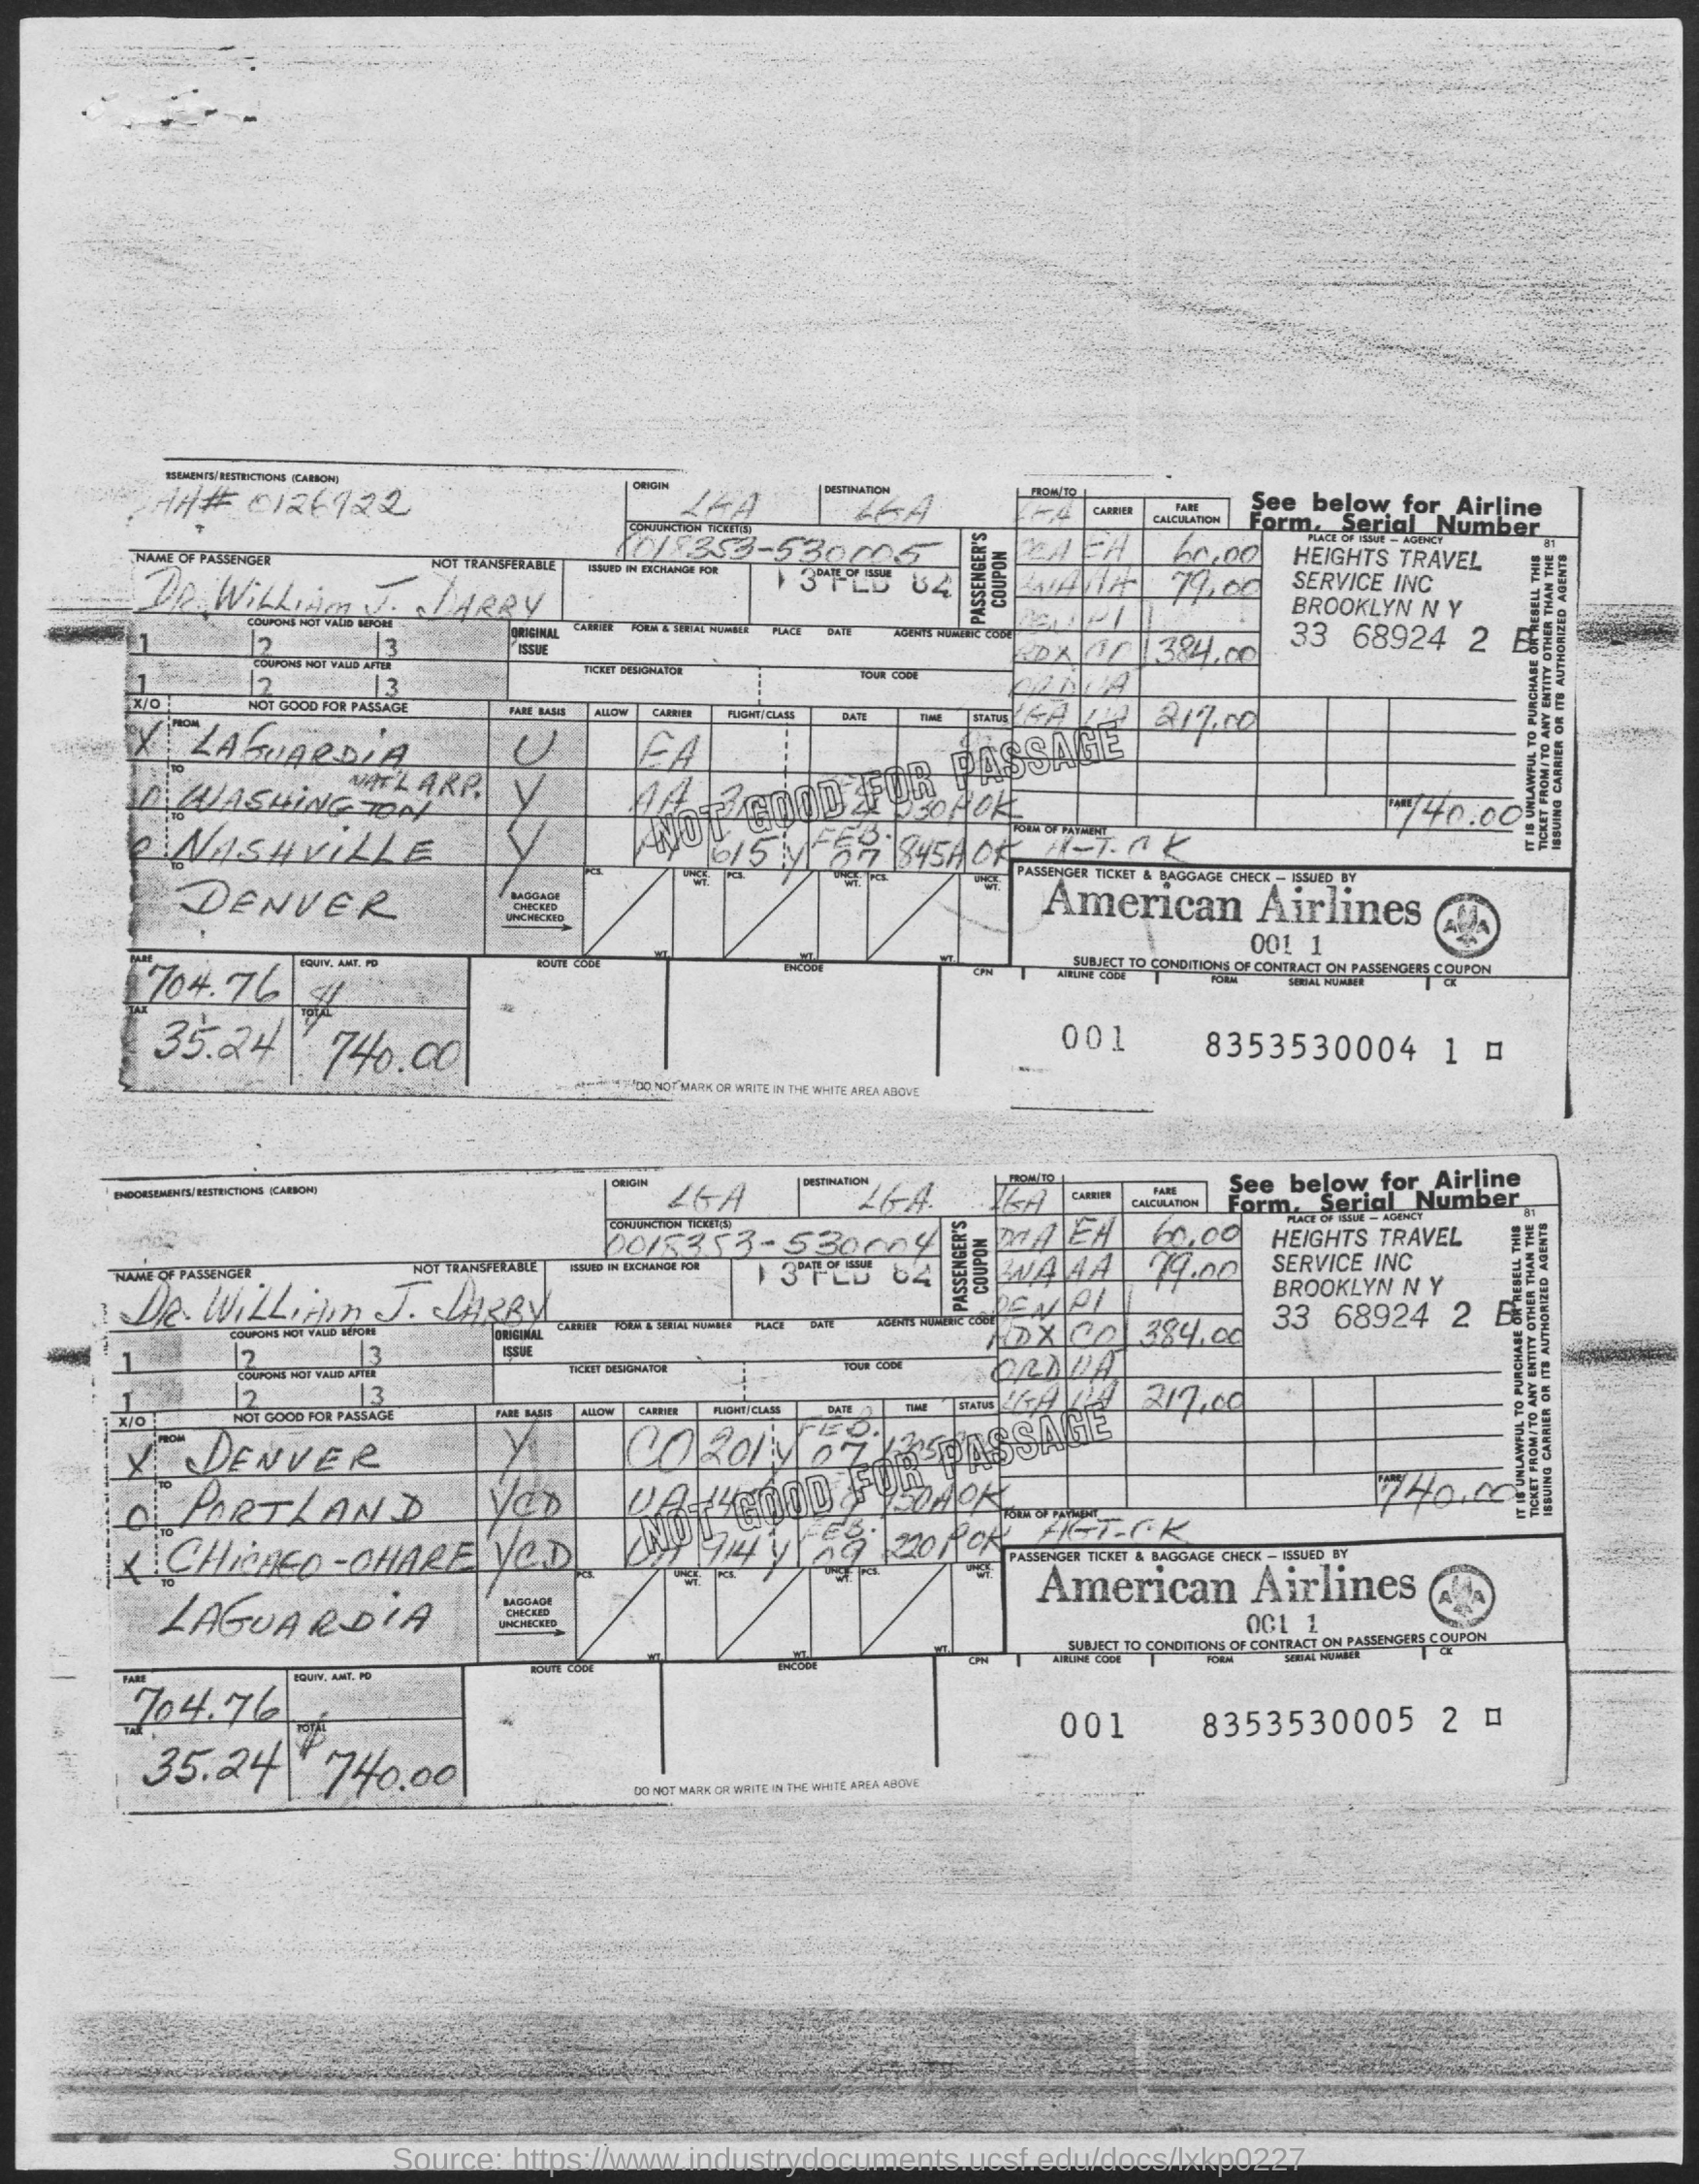 RSEMENTS/RESTRICTIONS (CARBON)
AA# 0126922
ORIGIN
LGA
DESTINATION
LGA
CONJUNCTION TICKET(S)
NAME OF PASSENGER
NOT TRANSFERABLE
DR. WILLIAM J. DARBY
ISSUED IN EXCHANGE FOR
DATE OF ISSUE
3 FEB 82
PASSENGER'S COUPON
COUPONS NOT VALID BEFORE
1 2 3
COUPONS NOT VALID AFTER
1 2 3
ORIGINAL ISSUE
CARRIER FORM & SERIAL NUMBER PLACE DATE AGENTS NUMERIC CODE
TICKET DESIGNATOR
TOUR CODE
FROM/TO CARRIER FARE CALCULATION
LGA
DCA EA 60.00
BNA AA 79.00
DEN PI
PDX CO 384.00
ORD UA
LGA UA 217.00
See below for Airline
Form, Serial Number
PLACE OF ISSUE — AGENCY
81
HEIGHTS TRAVEL
SERVICE INC
BROOKLYN N Y
33 68924 2 B
IT IS UNLAWFUL TO PURCHASE OR RESELL THIS
TICKET FROM/TO ANY ENTITY OTHER THAN THE
ISSUING CARRIER OR ITS AUTHORIZED AGENTS
X/O NOT GOOD FOR PASSAGE FARE BASIS ALLOW CARRIER FLIGHT/CLASS DATE TIME STATUS
X FROM LAGUARDIA U EA
O TO WASHINGTON NAT'L ARP. Y AA 330P OK
O TO NASHVILLE Y 615 Y FEB. 07 845A OK
TO DENVER
NOT GOOD FOR PASSAGE
BAGGAGE CHECKED UNCHECKED
PCS. WT. UNCK. WT. PCS. WT. UNCK. WT. PCS. WT. UNCK. WT.
FARE 740.00
FORM OF PAYMENT
PASSENGER TICKET & BAGGAGE CHECK — ISSUED BY
American Airlines
001 1
SUBJECT TO CONDITIONS OF CONTRACT ON PASSENGERS COUPON
FARE 704.76
EQUIV. AMT. PD
TAX 35.24
TOTAL $ 740.00
ROUTE CODE
ENCODE
CPN AIRLINE CODE FORM SERIAL NUMBER CK
001 8353530004 1
DO NOT MARK OR WRITE IN THE WHITE AREA ABOVE
ENDORSEMENTS/RESTRICTIONS (CARBON)
ORIGIN
LGA
DESTINATION
LGA
CONJUNCTION TICKET(S)
0018353-530004
NAME OF PASSENGER
NOT TRANSFERABLE
DR. WILLIAM J. DARBY
ISSUED IN EXCHANGE FOR
DATE OF ISSUE
3 FEB 82
PASSENGER'S COUPON
COUPONS NOT VALID BEFORE
1 2 3
COUPONS NOT VALID AFTER
1 2 3
ORIGINAL ISSUE
CARRIER FORM & SERIAL NUMBER PLACE DATE AGENTS NUMERIC CODE
TICKET DESIGNATOR
TOUR CODE
FROM/TO CARRIER FARE CALCULATION
LGA
DCA EA 60.00
BNA AA 79.00
DEN PI
PDX CO 384.00
ORD UA
LGA UA 217.00
See below for Airline
Form, Serial Number
PLACE OF ISSUE — AGENCY
81
HEIGHTS TRAVEL
SERVICE INC
BROOKLYN N Y
33 68924 2 B
IT IS UNLAWFUL TO PURCHASE OR RESELL THIS
TICKET FROM/TO ANY ENTITY OTHER THAN THE
ISSUING CARRIER OR ITS AUTHORIZED AGENTS
X/O NOT GOOD FOR PASSAGE FARE BASIS ALLOW CARRIER FLIGHT/CLASS DATE TIME STATUS
X FROM DENVER Y CO 201 Y FEB. 07
O TO PORTLAND YCD UA 150A OK
X TO CHICAGO-OHARE YCD UA 914 Y FEB. 09 220P OK
TO LAGUARDIA
NOT GOOD FOR PASSAGE
BAGGAGE CHECKED UNCHECKED
PCS. WT. UNCK. WT. PCS. WT. UNCK. WT. PCS. WT. UNCK. WT.
FARE 740.00
FORM OF PAYMENT
PASSENGER TICKET & BAGGAGE CHECK — ISSUED BY
American Airlines
001 1
SUBJECT TO CONDITIONS OF CONTRACT ON PASSENGERS COUPON
FARE 704.76
EQUIV. AMT. PD
TAX 35.24
TOTAL $ 740.00
ROUTE CODE
ENCODE
CPN AIRLINE CODE FORM SERIAL NUMBER CK
001 8353530005 2
DO NOT MARK OR WRITE IN THE WHITE AREA ABOVE
Source: https://www.industrydocuments.ucsf.edu/docs/lxkp0227